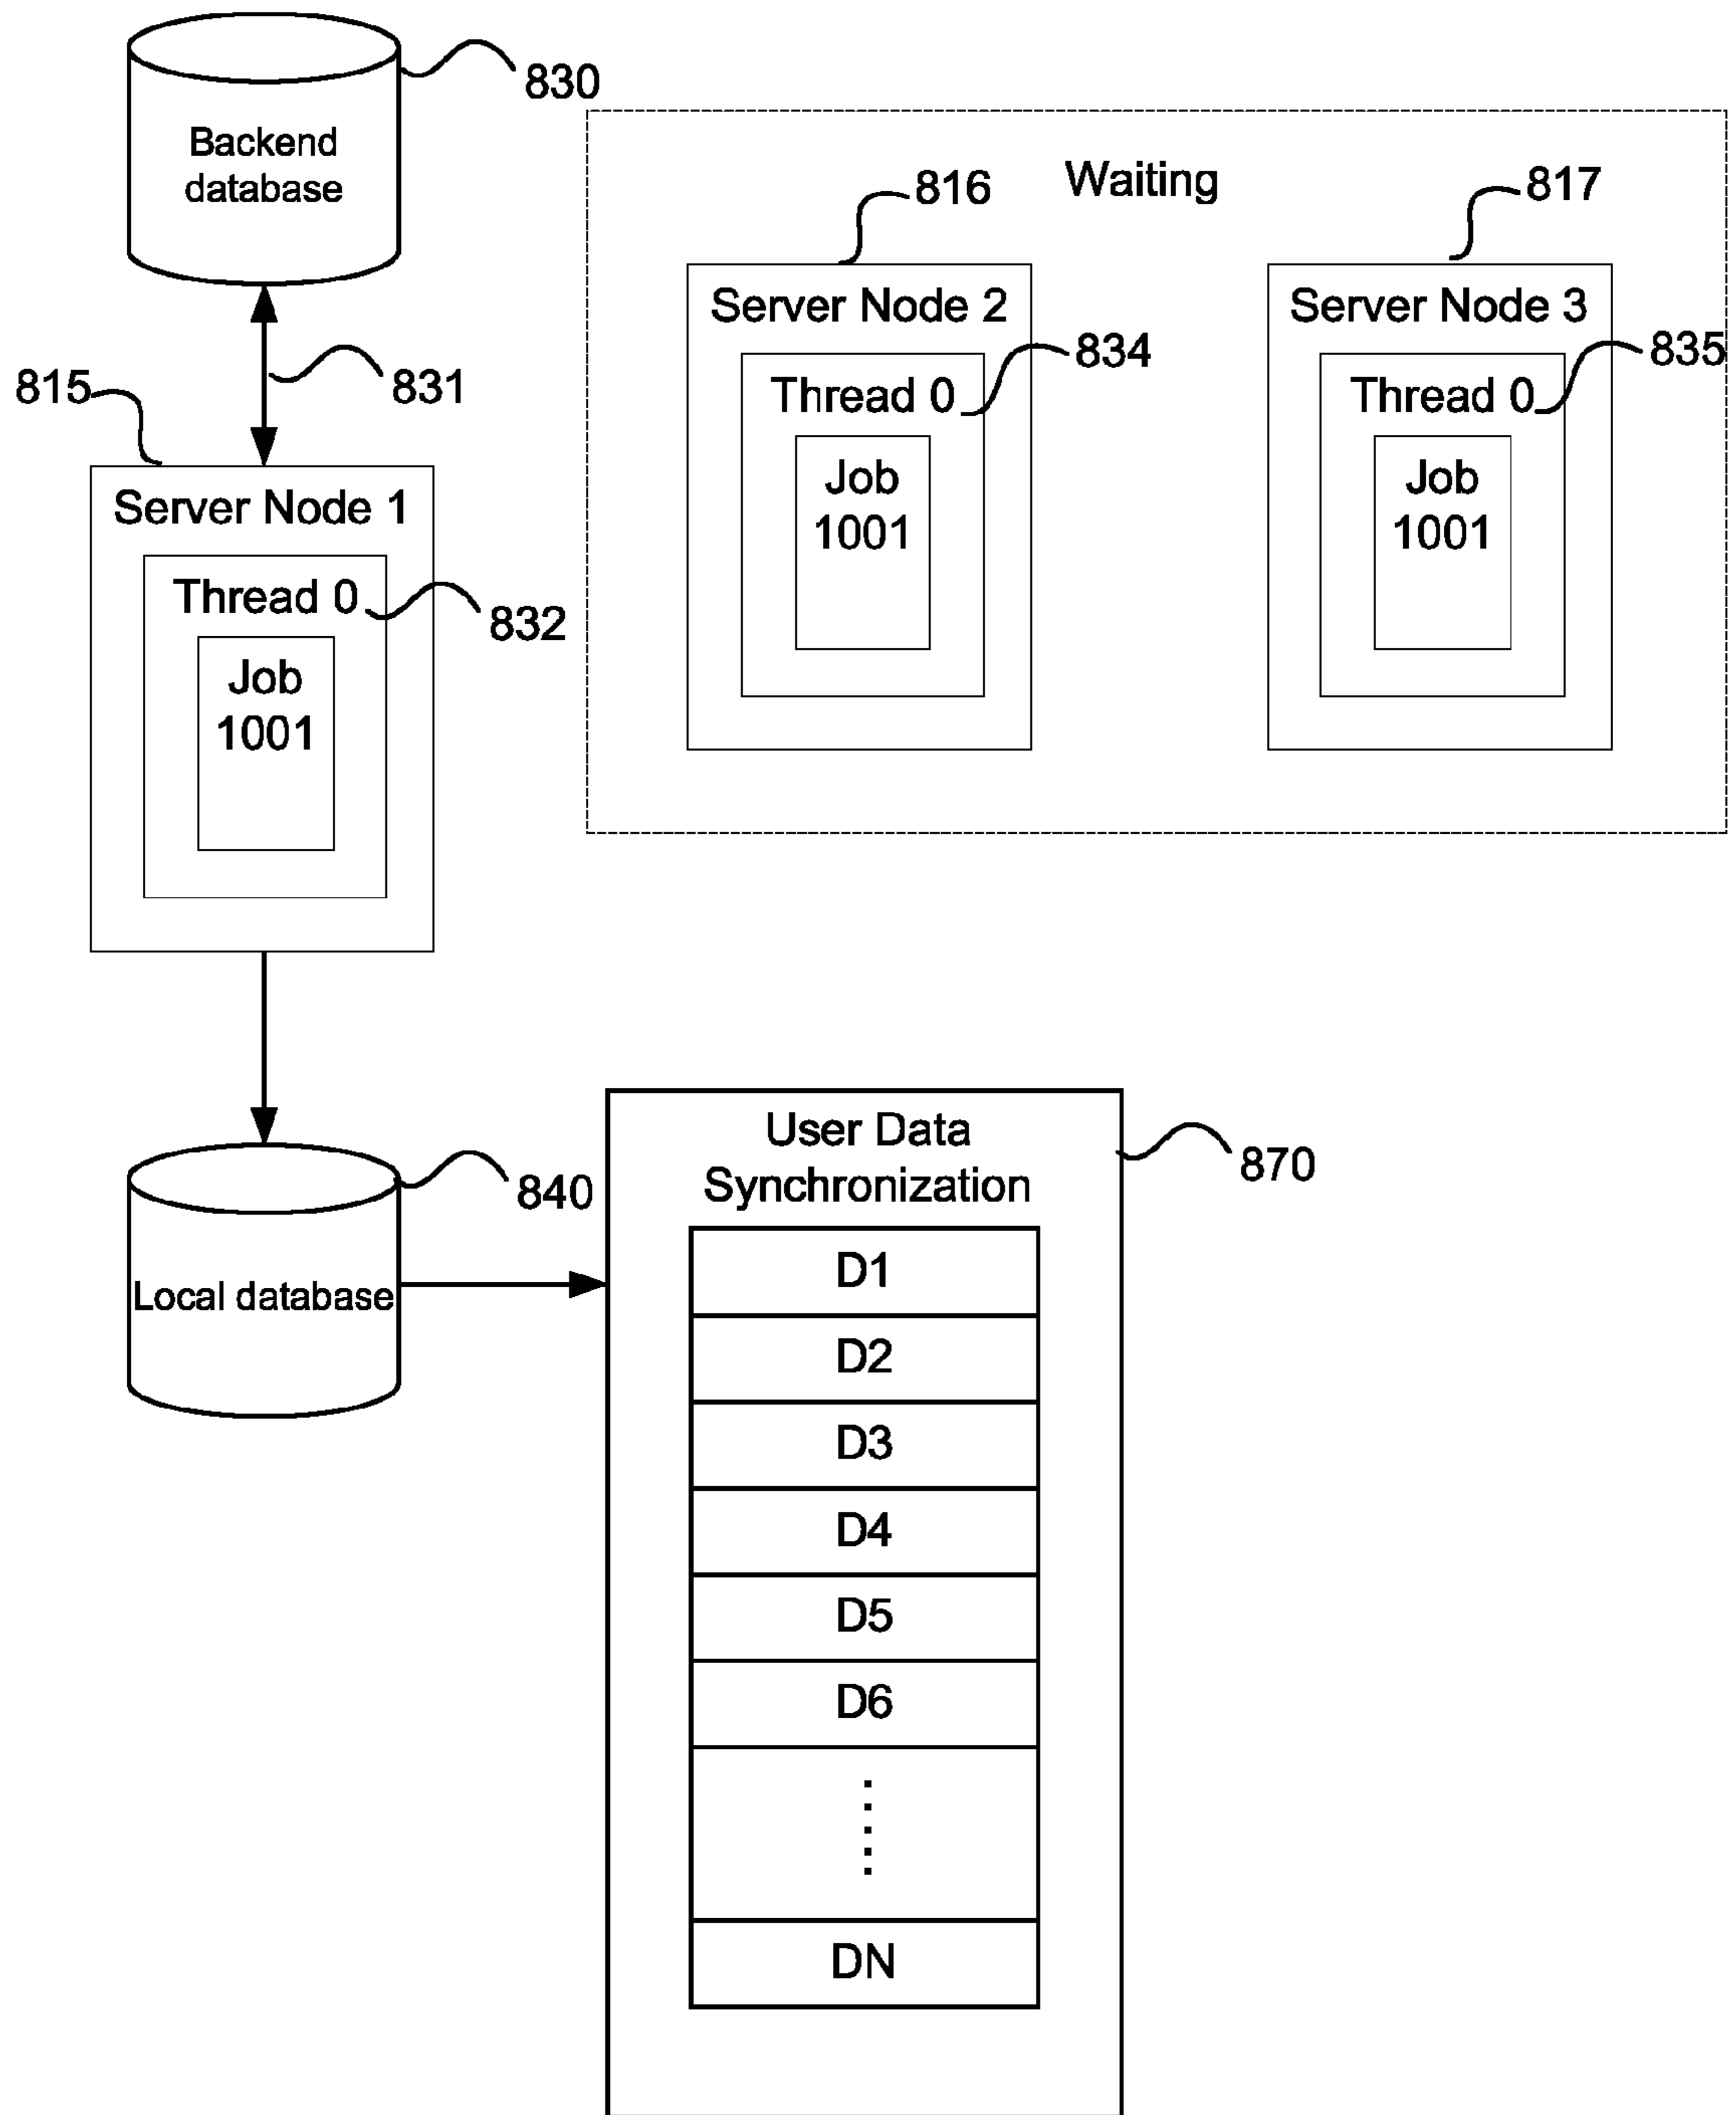 830
Backend
database
Waiting
816
817
Server Node 2
834
Thread 0
Job
1001
Server Node 3
835
Thread 0
Job
1001
831
815
Server Node 1
Thread 0
832
Job
1001
840
Local database
User Data
Synchronization
870
D1
D2
D3
D4
D5
D6
DN